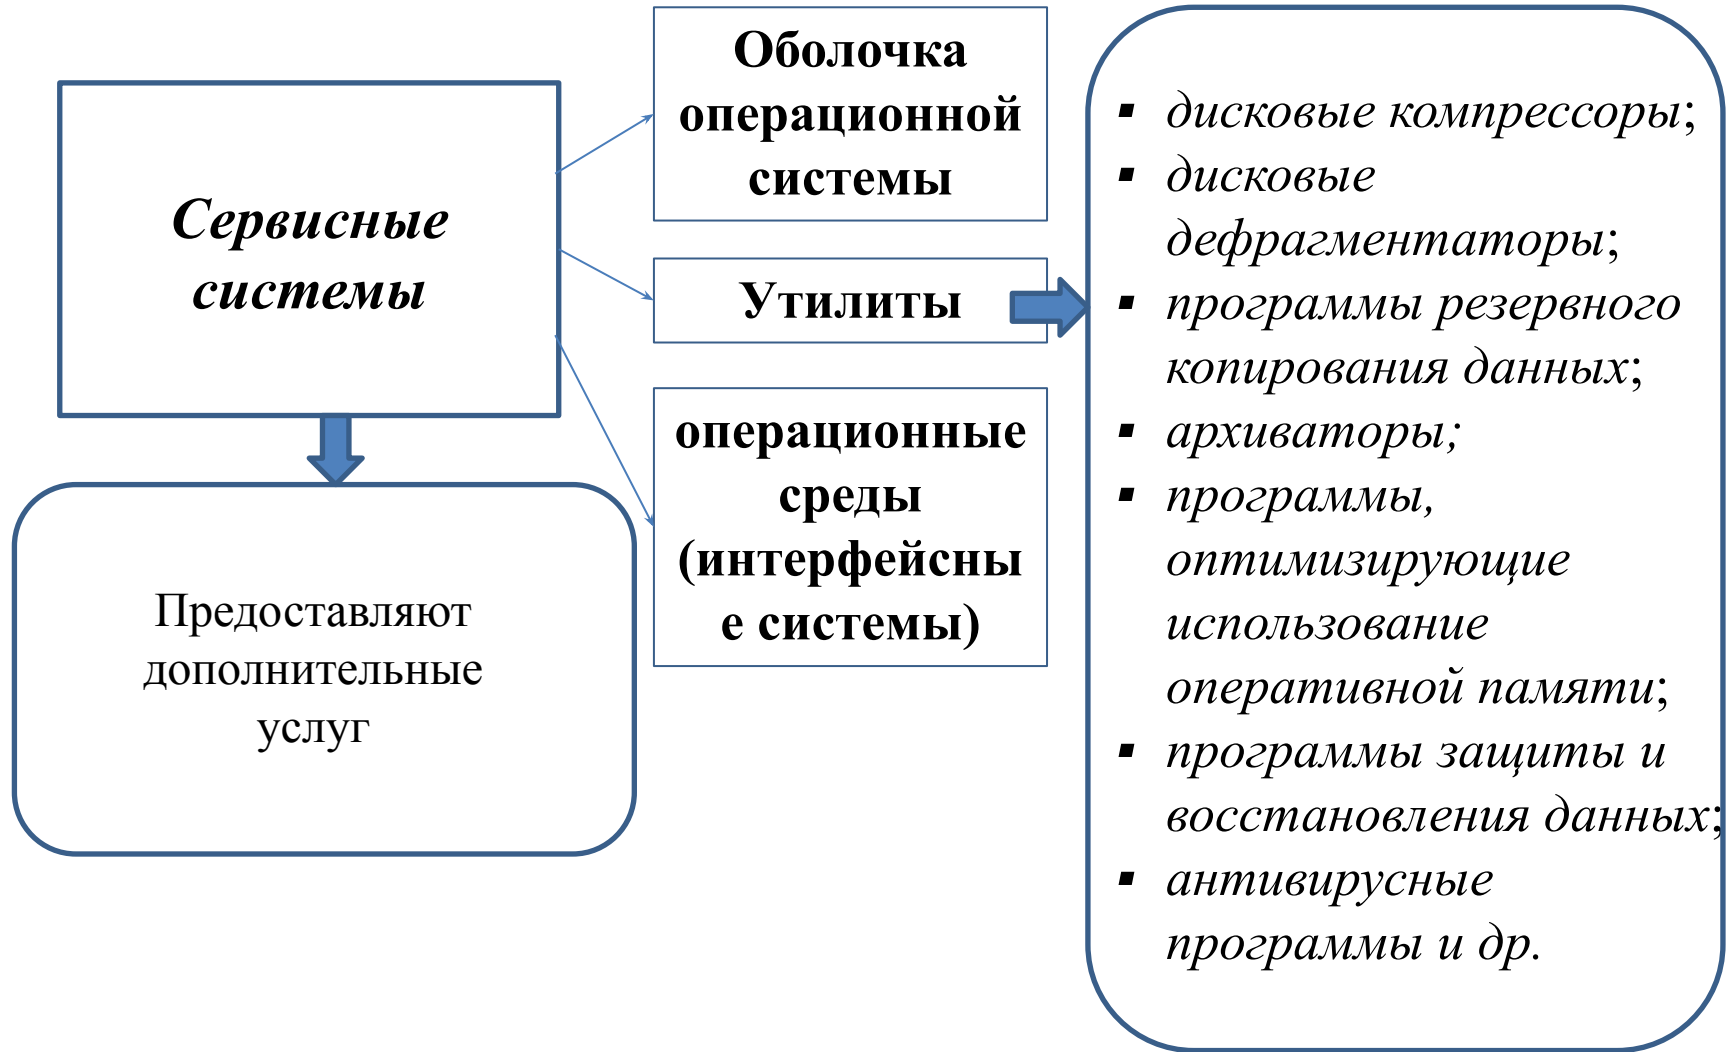 Сервисные
системы
Предоставляют
дополнительные
услуг
Оболочка
операционной
системы
Утилиты
операционные
среды
(интерфейсны
е системы)
▪ дисковые компрессоры;
▪ дисковые
дефрагментаторы;
▪ программы резервного
копирования данных;
▪ архиваторы;
▪ программы,
оптимизирующие
использование
оперативной памяти;
▪ программы защиты и
восстановления данных;
▪ антивирусные
программы и др.